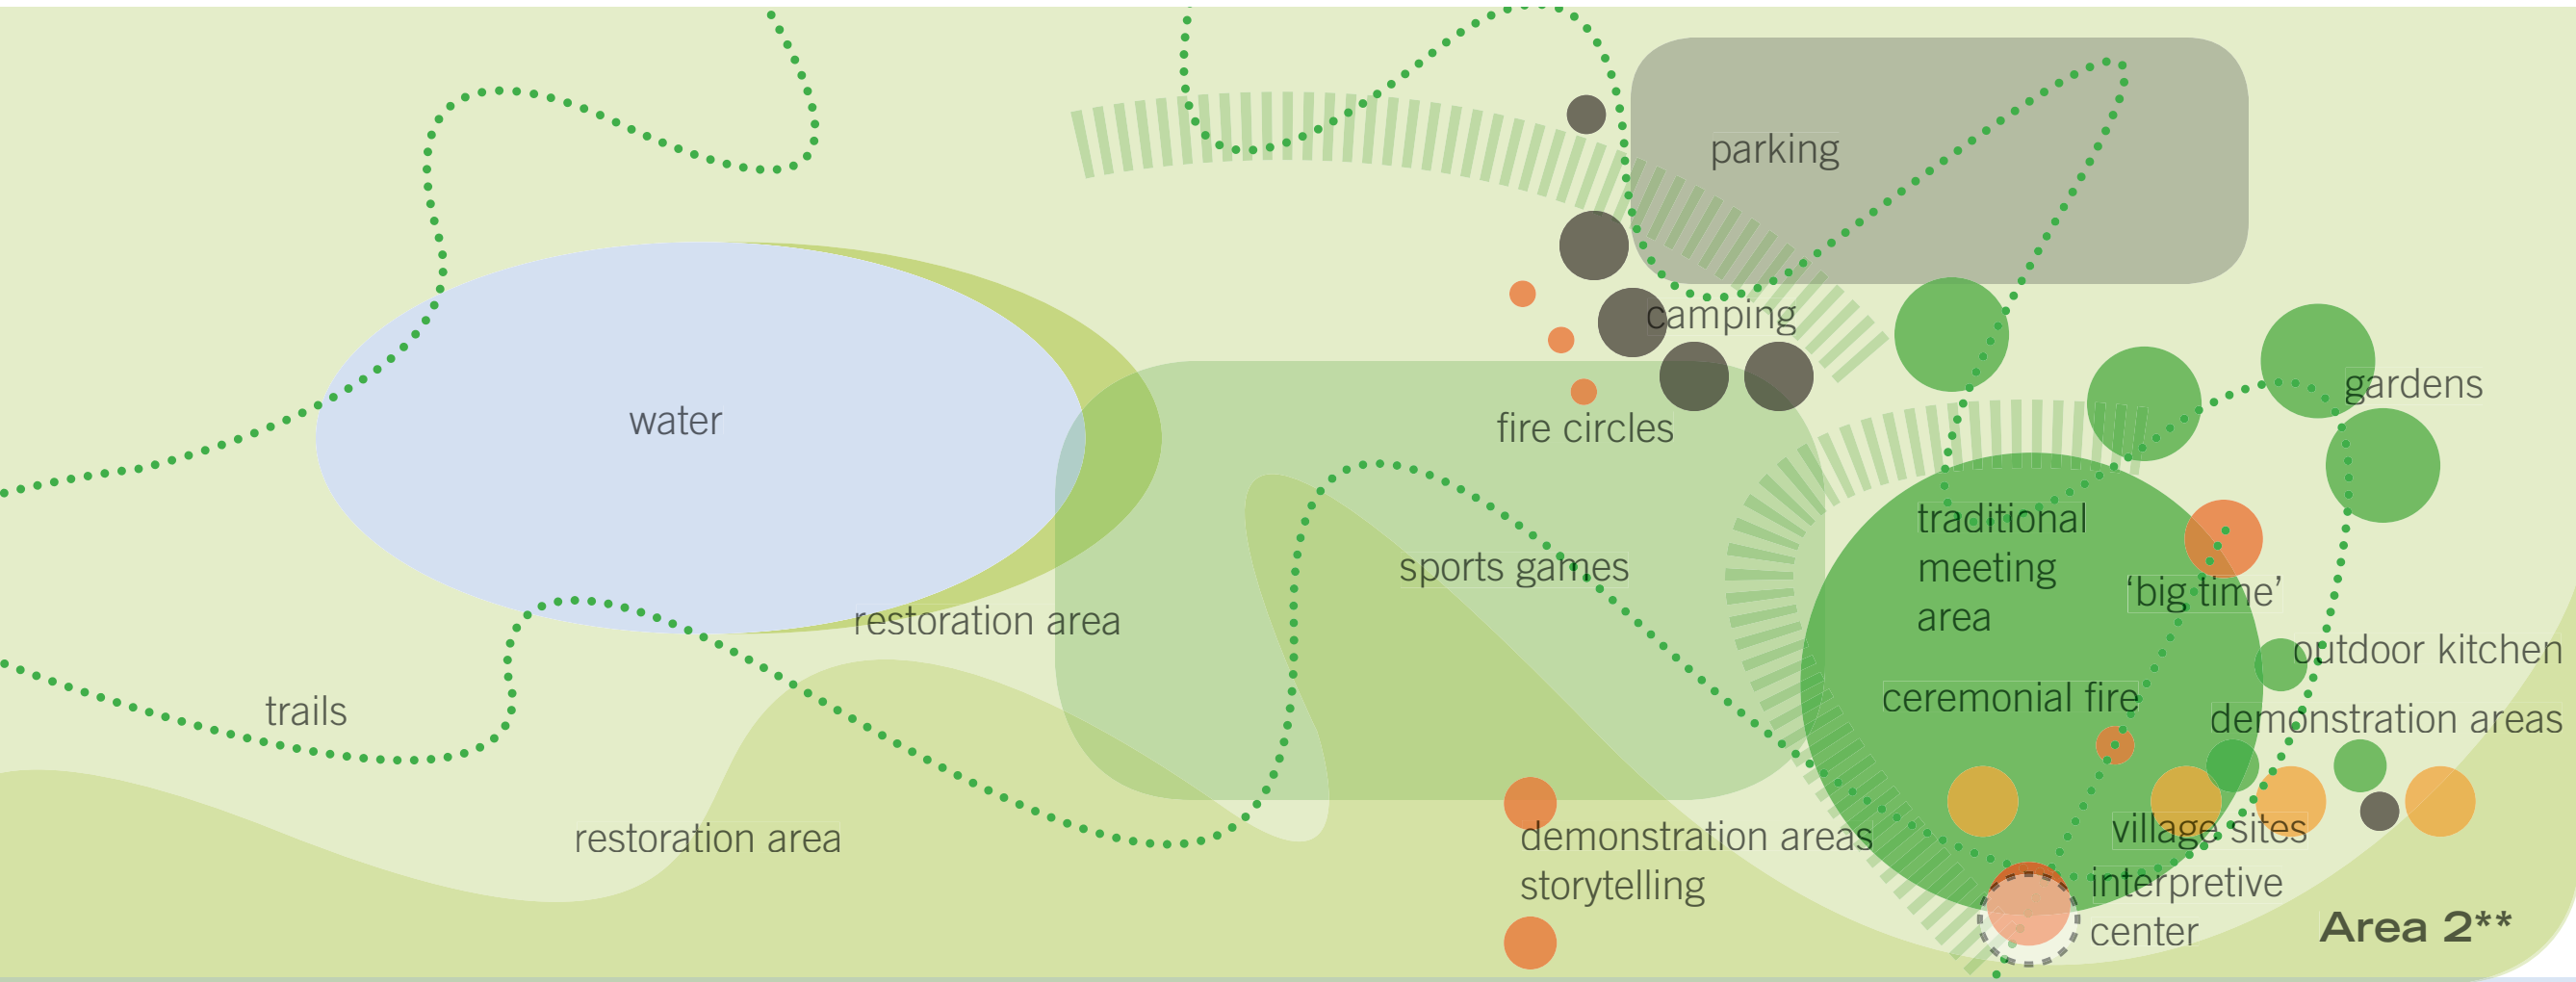 parking
camping
gardens
water
fire circles
traditional
meeting
area
sports games
‘big time’
restoration area
outdoor kitchen
trails
ceremonial fire
demonstration areas
restoration area
demonstration areas
storytelling
village sites
interpretive
center
Area 2**